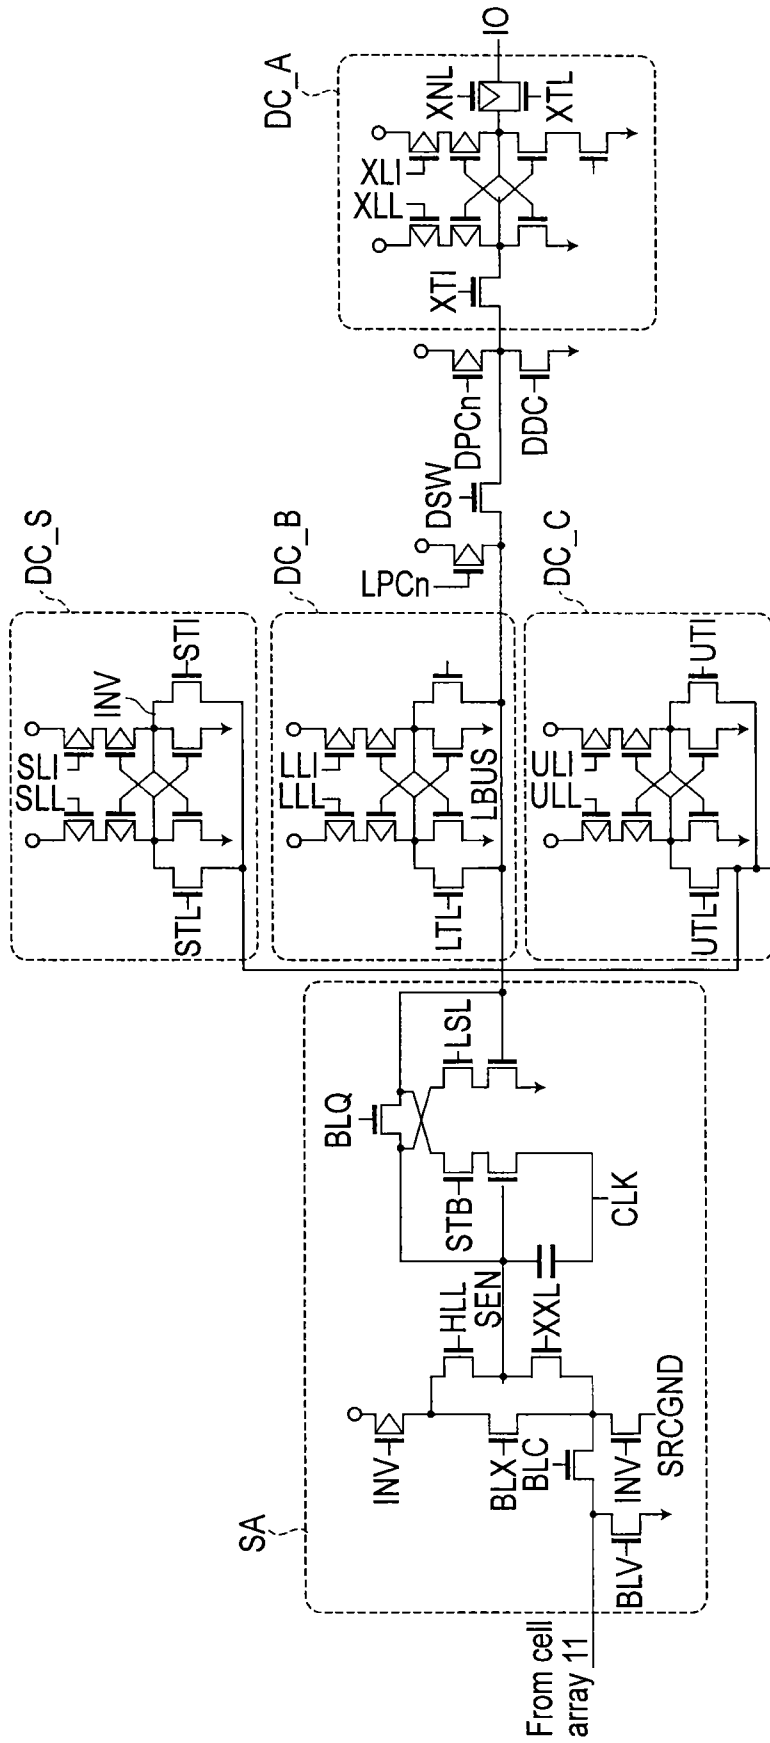 From cell
array 11
SA
INV
BLX
BLC
BLV
INV
SRCGND
HLL
SEN
XXL
BLQ
STB
LSL
CLK
DC_S
SLI
SLL
INV
STL
STI
DC_B
LLI
LLL
LTL
LBUS
DC_C
ULI
ULL
UTL
UTI
LPCn
DSW
DPCn
DDC
DC_A
XTI
XLL
XLI
XNL
XTL
IO